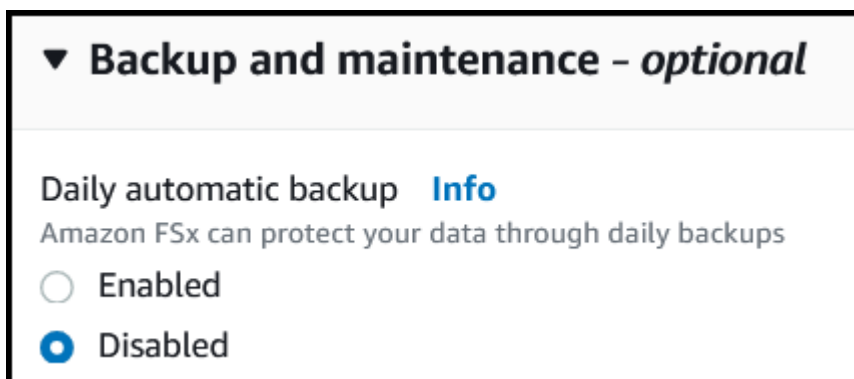 Backup and maintenance - optional
Daily automatic backup Info
Amazon FSx can protect your data through daily backups
Enabled
Disabled